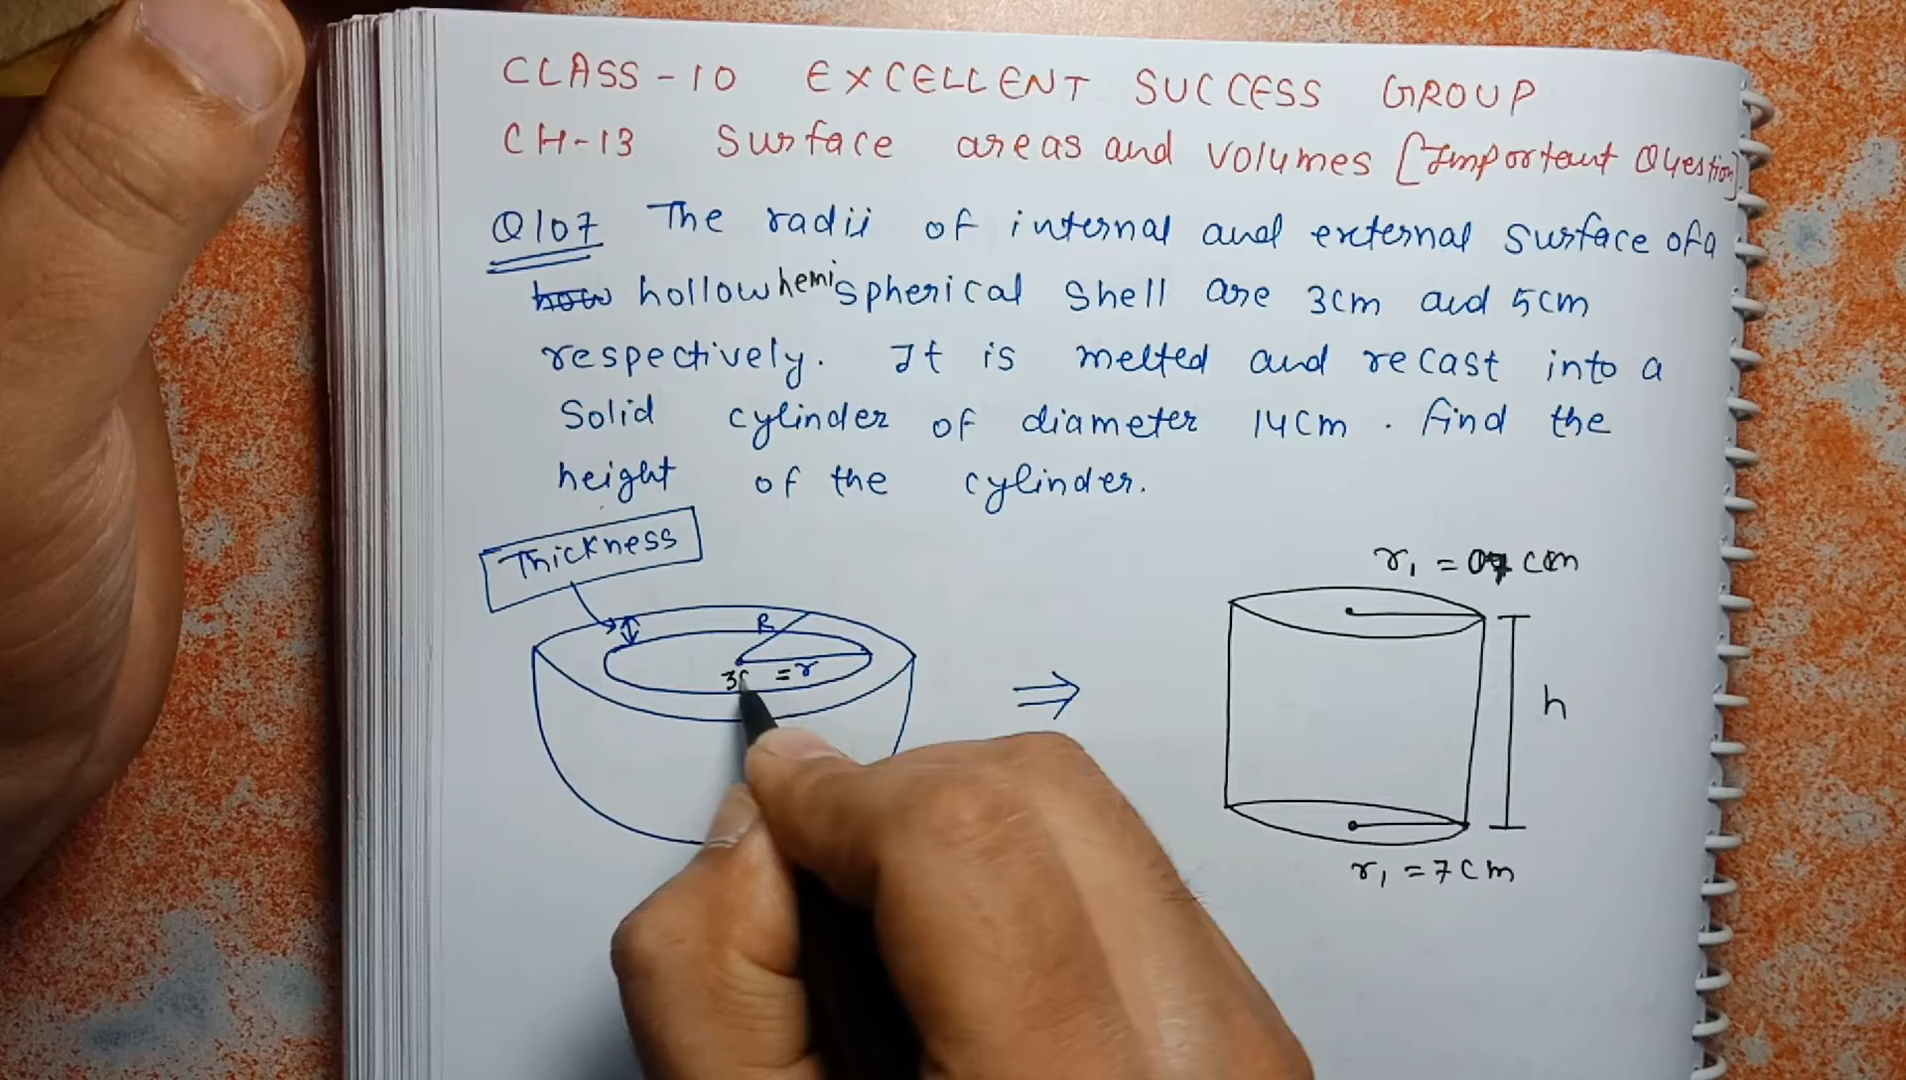 CLASS-10 EXCELLENT SUCCESS GROUP
CH-13 Surface areas and volumes [Important Question]
Q107 The radii of internal and external surface of a
hollow hemispherical shell are 3cm and 5cm
respectively. It is melted and recast into a
Solid cylinder of diameter 14cm. find the
height of the cylinder.
Thickness
r₁ = 07 cm
R
3c = r
⇒
h
r₁ = 7cm